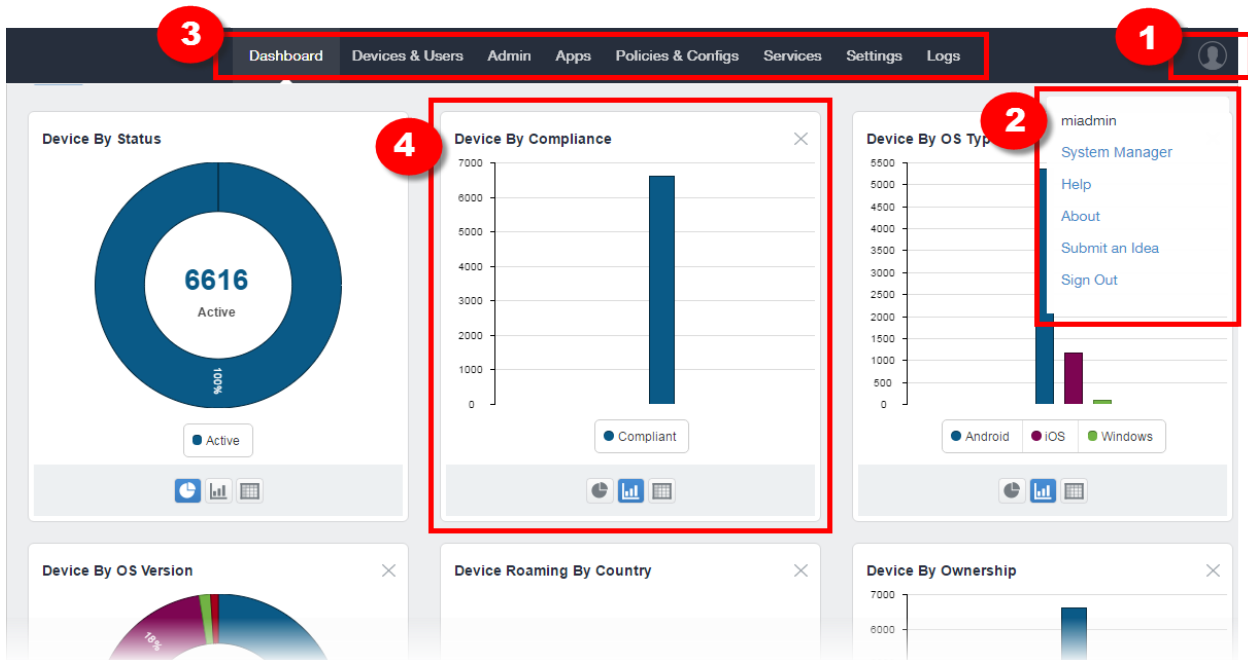 3
1
Dashboard Devices & Users Admin Apps Policies & Configs Services Settings Logs
2
miadmin
System Manager
Help
About
Submit an Idea
Sign Out
Device By Status
6616
Active
100%
Active
4
Device By Compliance
7000
6000
5000
4000
3000
2000
1000
0
Compliant
Device By OS Typ
5500
5000
4500
4000
3500
3000
2500
2000
1500
1000
500
0
Android iOS Windows
Device By OS Version
18%
Device Roaming By Country
Device By Ownership
7000
6000